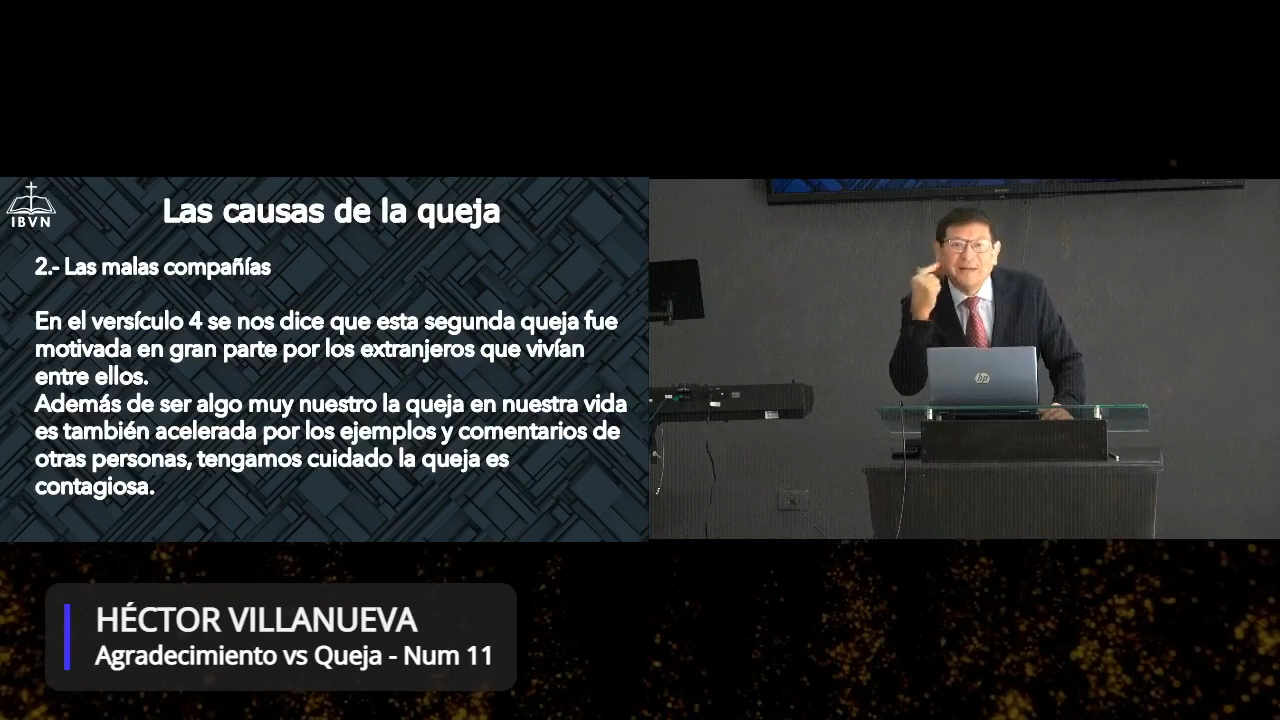 IBVN
Las causas de la queja
2.- Las malas compañías
En el versículo 4 se nos dice que esta segunda queja fue
motivada en gran parte por los extranjeros que vivían
entre ellos.
Además de ser algo muy nuestro la queja en nuestra vida
es también acelerada por los ejemplos y comentarios de
otras personas, tengamos cuidado la queja es
contagiosa.
hp
HÉCTOR VILLANUEVA
Agradecimiento vs Queja - Num 11